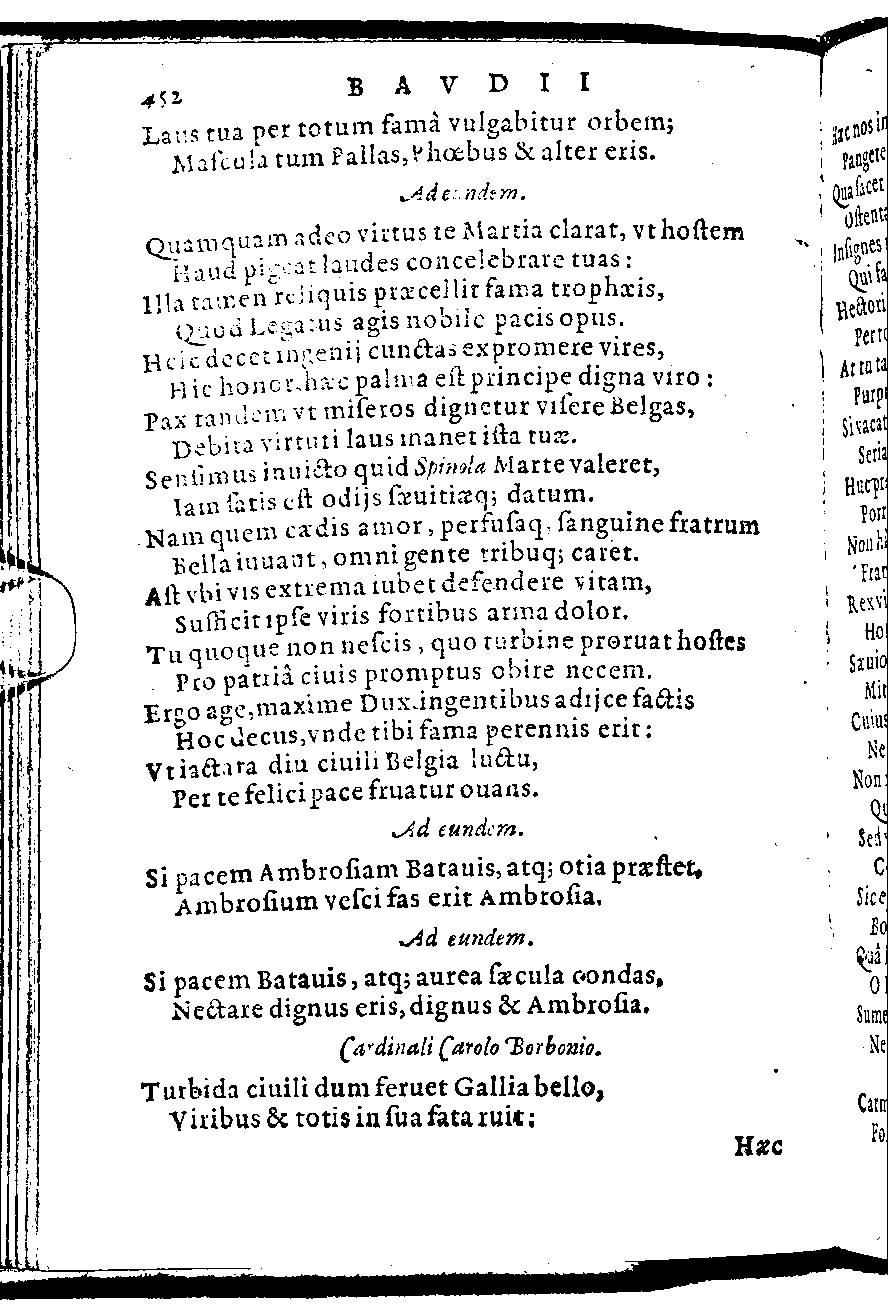 452 B A V D I I
Laus tua per totum famâ vulgabitur orbem;
Maſcula tum Pallas, Phœbus & alter eris.
Ad eundem.
Quamquam adeo virtus te Martia clarat, vt hoſtem
Haud pigeat laudes concelebrare tuas:
Illa tamen reliquis præcellit fama trophæis,
Quod Legatus agis nobile pacis opus.
Heic decet ingenij cunctas expromere vires,
Hic honor, hæc palma eſt principe digna viro:
Pax tandem vt miſeros dignetur viſere Belgas,
Debita virtuti laus manet iſta tuæ.
Senſimus inuicto quid Spinola Marte valeret,
Iam ſatis eſt odijs ſæuitiæq; datum.
Nam quem cædis amor, perfuſaq; ſanguine fratrum
Bella iuuant, omni gente tribuq; caret.
Aſt vbi vis extrema iubet defendere vitam,
Sufficit ipſe viris fortibus arma dolor.
Tu quoque non neſcis, quo turbine proruat hoſtes
Pro patriâ ciuis promptus obire necem.
Ergo age, maxime Dux, ingentibus adijce factis
Hoc decus, vnde tibi fama perennis erit:
Vt iactata diu ciuili Belgia luctu,
Per te felici pace fruatur ouans.
Ad eundem.
Si pacem Ambroſiam Batauis, atq; otia præſtet,
Ambroſium veſci fas erit Ambroſia.
Ad eundem.
Si pacem Batauis, atq; aurea ſæcula condas,
Nectare dignus eris, dignus & Ambroſia.
Cardinali Carolo Borbonio.
Turbida ciuili dum feruet Gallia bello,
Viribus & totis in ſua fata ruit:
Hæc
Hæc nos in
Pangere
Qua ſacer
Oſtenta
Inſignes
Qui ſa
Hectori
Per to
At tu ta
Purpu
Si vacat
Seria
Huc pr
Porr
Non h
Fran
Rex vi
Hoſ
Sæuio
Mit
Cuius
Ne
Non
Qu
Sed
C
Sic e
Bo
Quâ
O
Sume
Ne
Carm
Fo